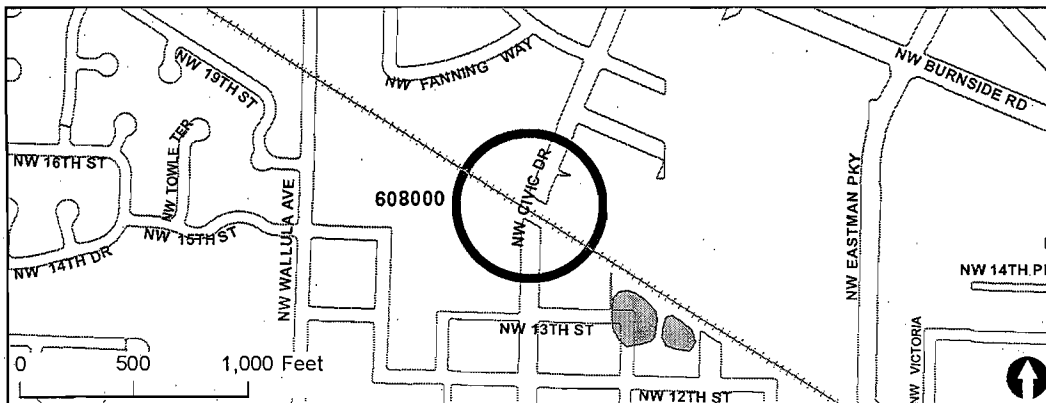 NW 19TH ST
NW FANNING WAY
NW BURNSIDE RD
NW TOWLE TER
NW 16TH ST
NW CIVIC DR
608000
NW WALLULA AVE
NW EASTMAN PKY
NW 15TH ST
NW 14TH DR
NW 14TH P
NW 13TH ST
NW VICTORIA
0 500 1,000 Feet
NW 12TH ST